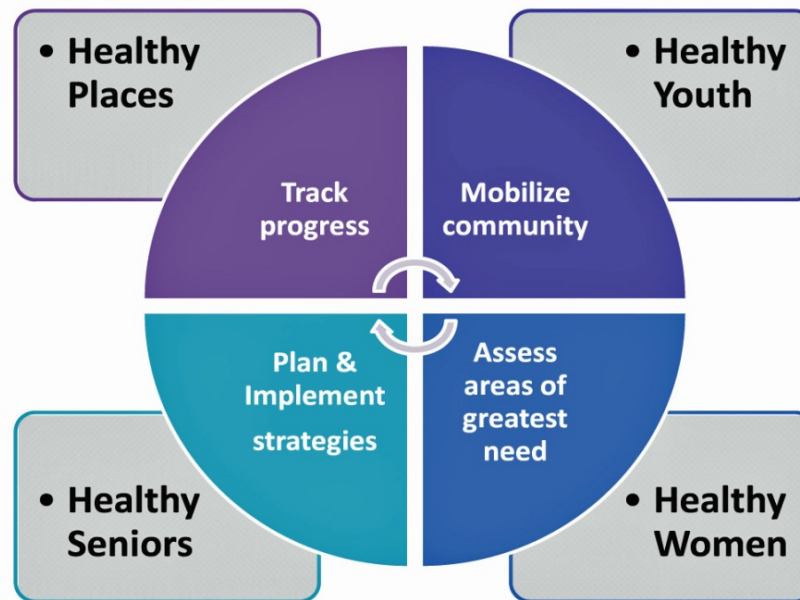 • Healthy
Places
• Healthy
Youth
Track
progress
Mobilize
community
Plan &
Implement
strategies
Assess
areas of
greatest
need
• Healthy
Seniors
• Healthy
Women